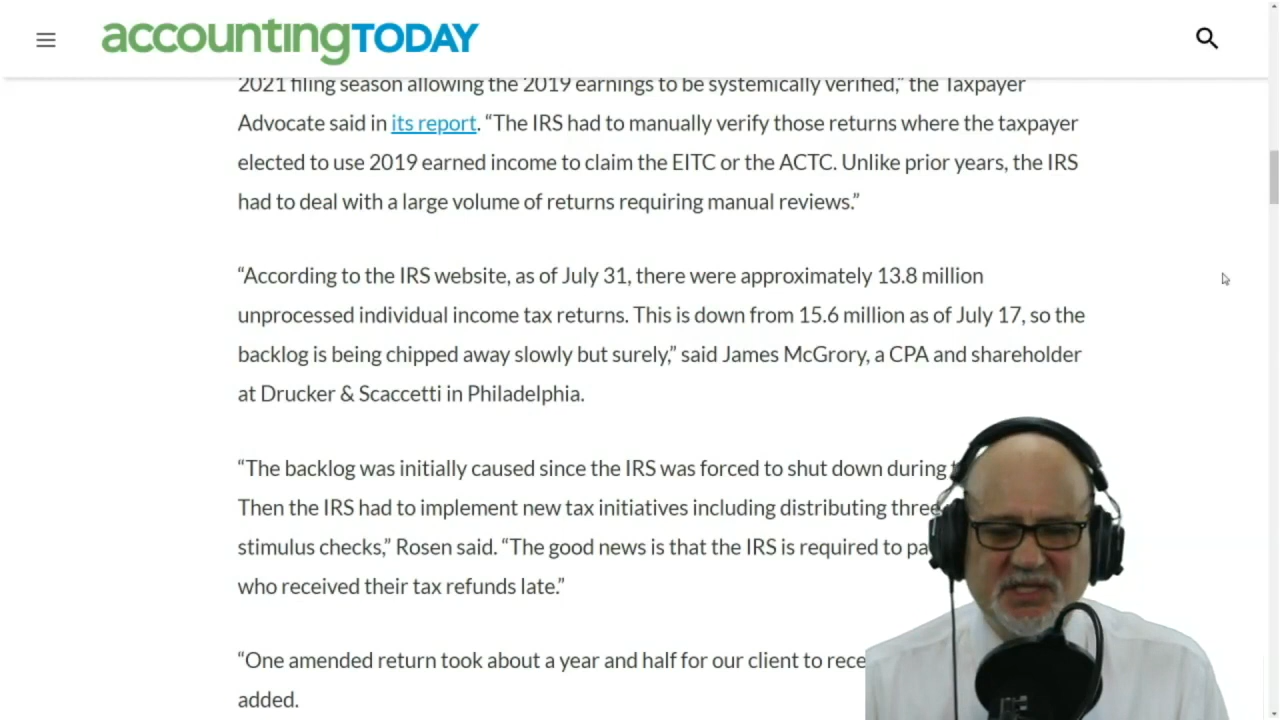 accountingTODAY
2021 filing season allowing the 2019 earnings to be systemically verified,” the Taxpayer
Advocate said in its report. “The IRS had to manually verify those returns where the taxpayer
elected to use 2019 earned income to claim the EITC or the ACTC. Unlike prior years, the IRS
had to deal with a large volume of returns requiring manual reviews.”
“According to the IRS website, as of July 31, there were approximately 13.8 million
unprocessed individual income tax returns. This is down from 15.6 million as of July 17, so the
backlog is being chipped away slowly but surely,” said James McGrory, a CPA and shareholder
at Drucker & Scaccetti in Philadelphia.
“The backlog was initially caused since the IRS was forced to shut down during
Then the IRS had to implement new tax initiatives including distributing three
stimulus checks,” Rosen said. “The good news is that the IRS is required to
who received their tax refunds late.”
“One amended return took about a year and half for our client to
added.